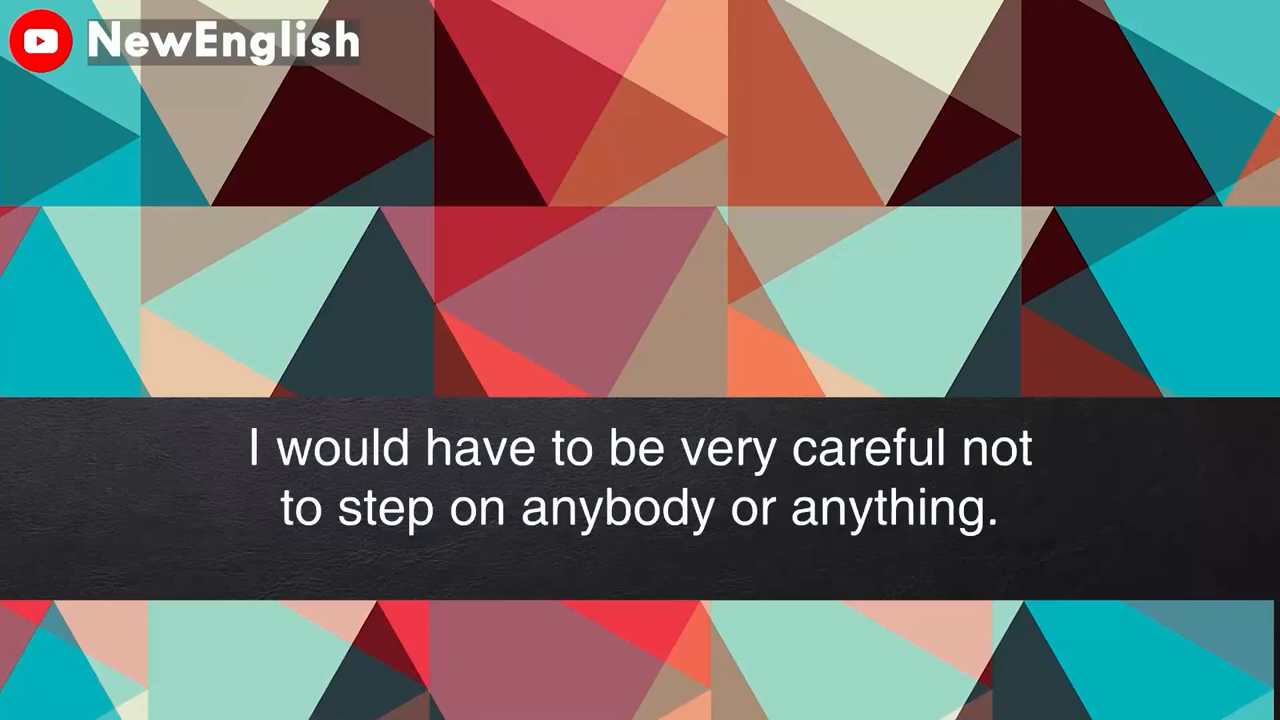 NewEnglish
I would have to be very careful not
to step on anybody or anything.